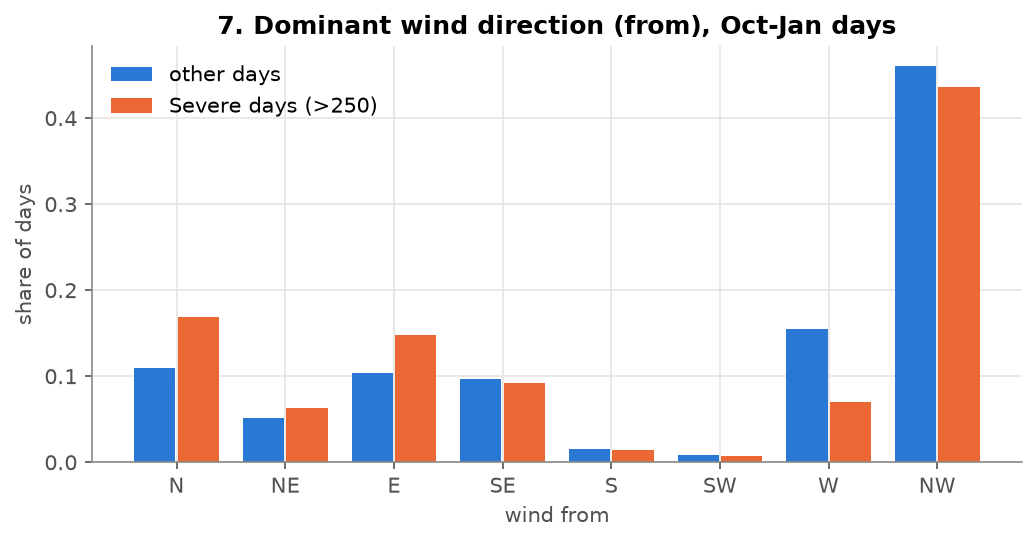 7. Dominant wind direction (from), Oct-Jan days
other days
Severe days (>250)
share of days
0.4
0.3
0.2
0.1
0.0
N NE E SE S SW W NW
wind from